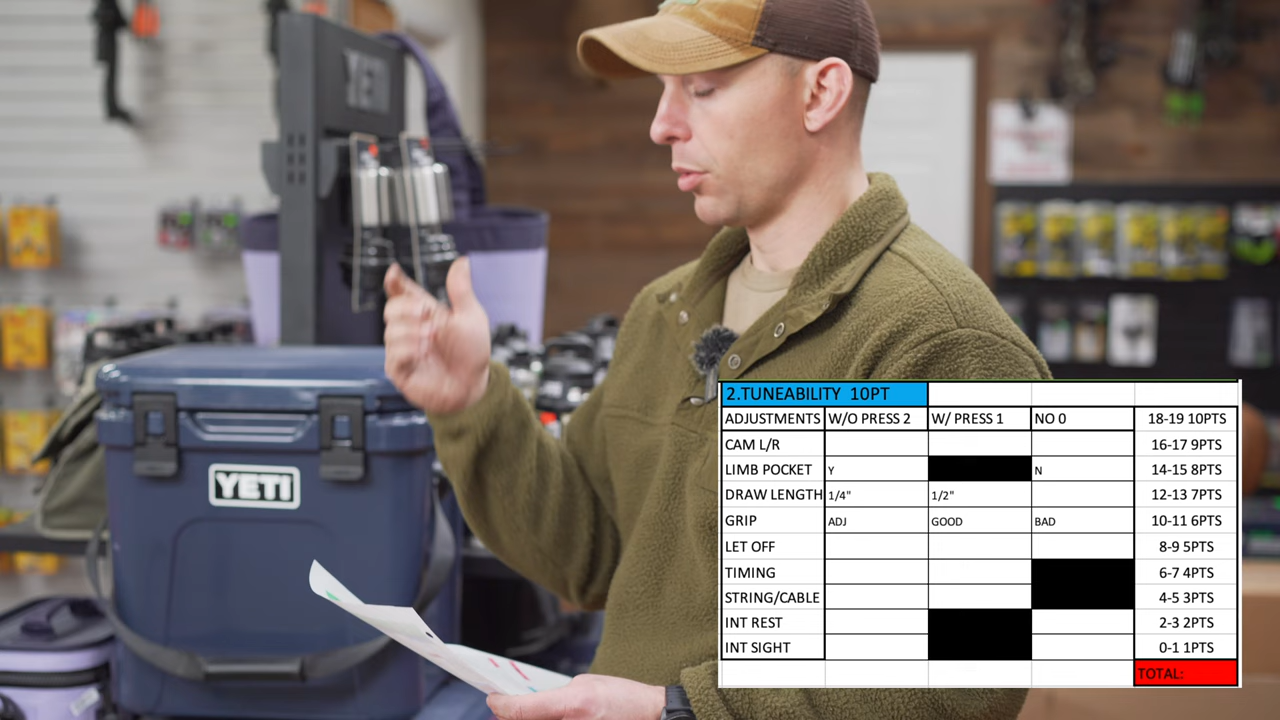 YETI
YETI
2.TUNEABILITY 10PT
ADJUSTMENTS W/O PRESS 2 W/ PRESS 1 NO 0 18-19 10PTS
CAM L/R 16-17 9PTS
LIMB POCKET Y N 14-15 8PTS
DRAW LENGTH 1/4" 1/2" 12-13 7PTS
GRIP ADJ GOOD BAD 10-11 6PTS
LET OFF 8-9 5PTS
TIMING 6-7 4PTS
STRING/CABLE 4-5 3PTS
INT REST 2-3 2PTS
INT SIGHT 0-1 1PTS
TOTAL: